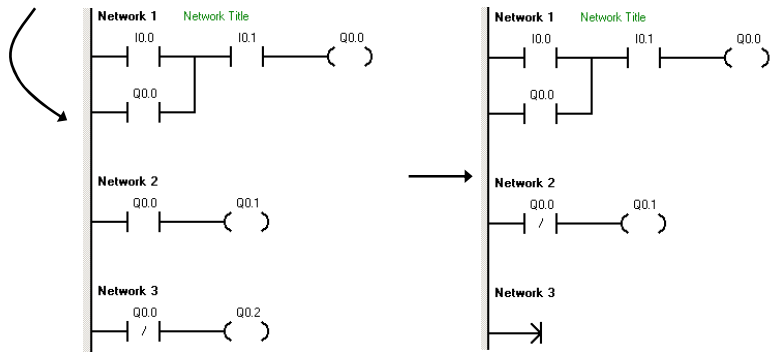 Network 1 Network Title
I0.0 I0.1 Q0.0
Q0.0
Network 2
Q0.0 Q0.1
Network 3
Q0.0 Q0.2
/
Network 1 Network Title
I0.0 I0.1 Q0.0
Q0.0
Network 2
Q0.0 Q0.1
/
Network 3